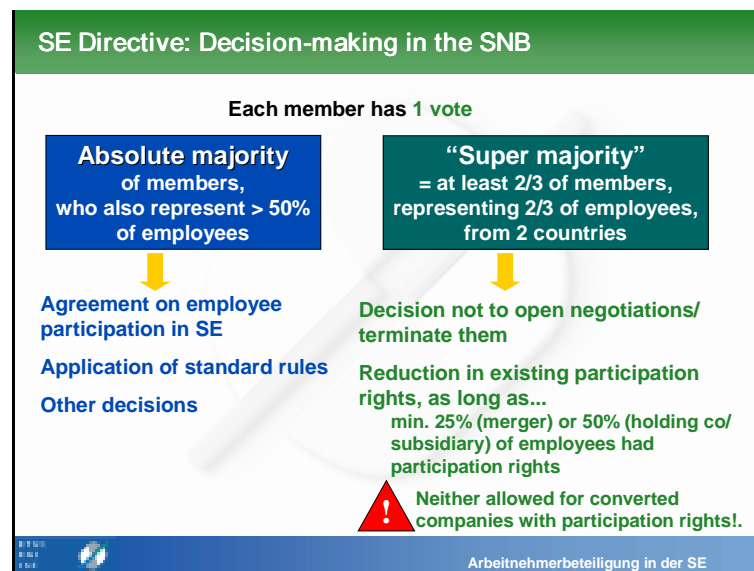 SE Directive: Decision-making in the SNB
Each member has 1 vote
Absolute majority
of members,
who also represent > 50%
of employees
“Super majority”
= at least 2/3 of members,
representing 2/3 of employees,
from 2 countries
Agreement on employee
participation in SE
Application of standard rules
Other decisions
Decision not to open negotiations/
terminate them
Reduction in existing participation
rights, as long as...
min. 25% (merger) or 50% (holding co/
subsidiary) of employees had
participation rights
!
Neither allowed for converted
companies with participation rights!.
Arbeitnehmerbeteiligung in der SE